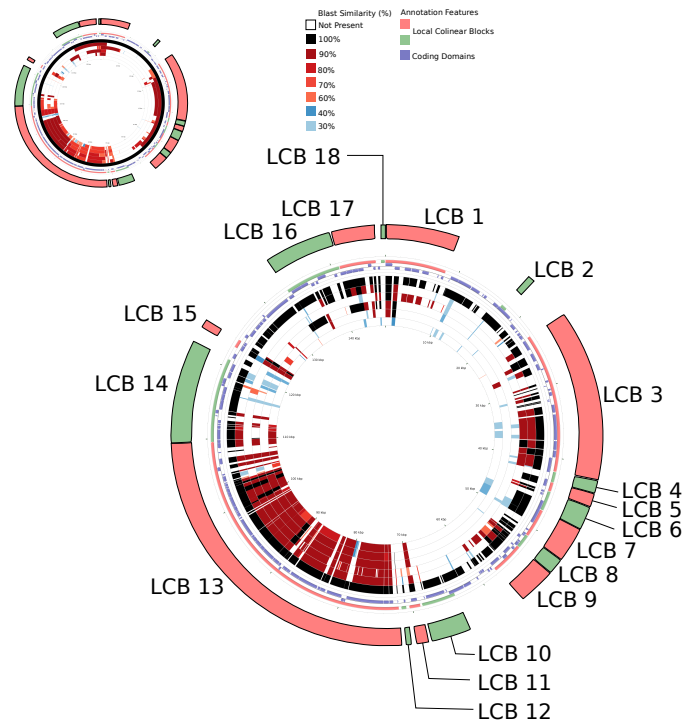 Blast Similarity (%)
Not Present
100%
90%
80%
70%
60%
40%
30%
Annotation Features
Local Colinear Blocks
Coding Domains
LCB 18
LCB 17
LCB 1
LCB 16
LCB 2
LCB 15
LCB 14
LCB 3
LCB 4
LCB 5
LCB 6
LCB 7
LCB 8
LCB 9
LCB 13
LCB 10
LCB 11
LCB 12
10 kbp